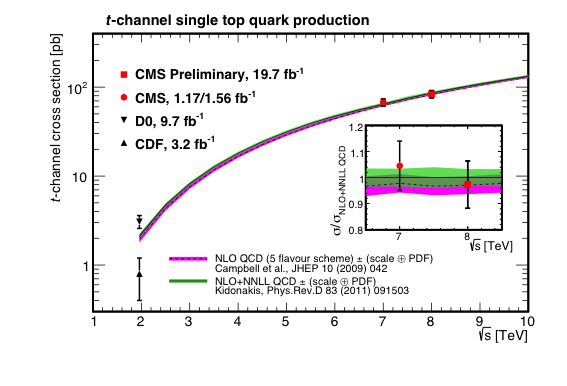 t-channel single top quark production
t-channel cross section [pb]
CMS Preliminary, 19.7 fb-1
CMS, 1.17/1.56 fb-1
D0, 9.7 fb-1
CDF, 3.2 fb-1
10²
10
1
1.2
1.1
1
0.9
0.8
σ/σNLO+NNLL QCD
7 8
√s [TeV]
NLO QCD (5 flavour scheme) ± (scale ⊕ PDF)
Campbell et al., JHEP 10 (2009) 042
NLO+NNLL QCD ± (scale ⊕ PDF)
Kidonakis, Phys.Rev.D 83 (2011) 091503
1 2 3 4 5 6 7 8 9 10
√s [TeV]